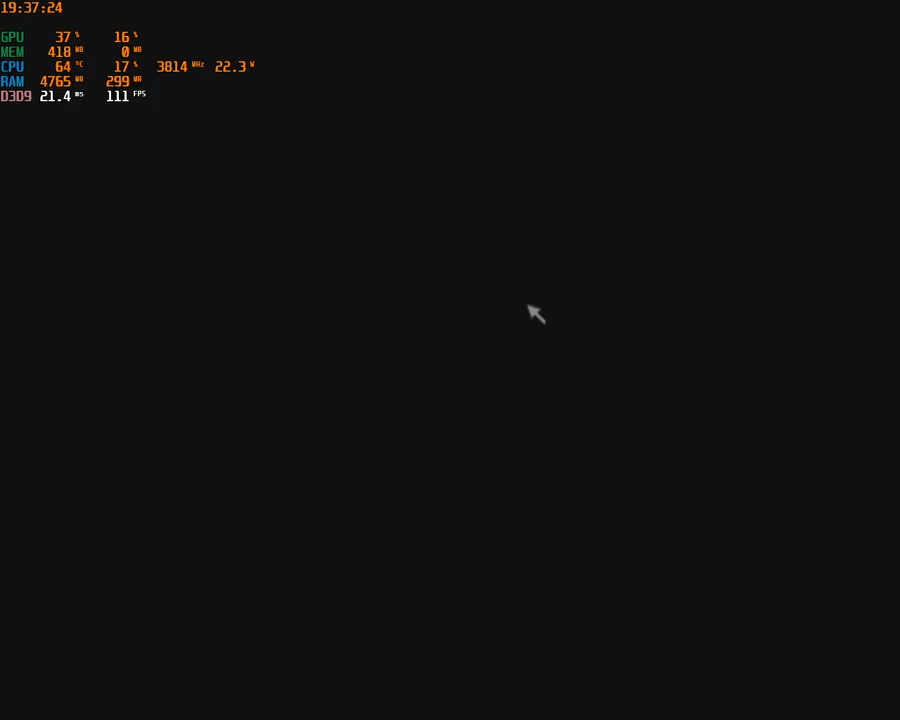 19:37:24
GPU 37 % 16 %
MEM 418 MB 0 MB
CPU 64 °C 17 % 3814 MHz 22.3 W
RAM 4765 MB 299 MB
D3D9 21.4 ms 111 FPS